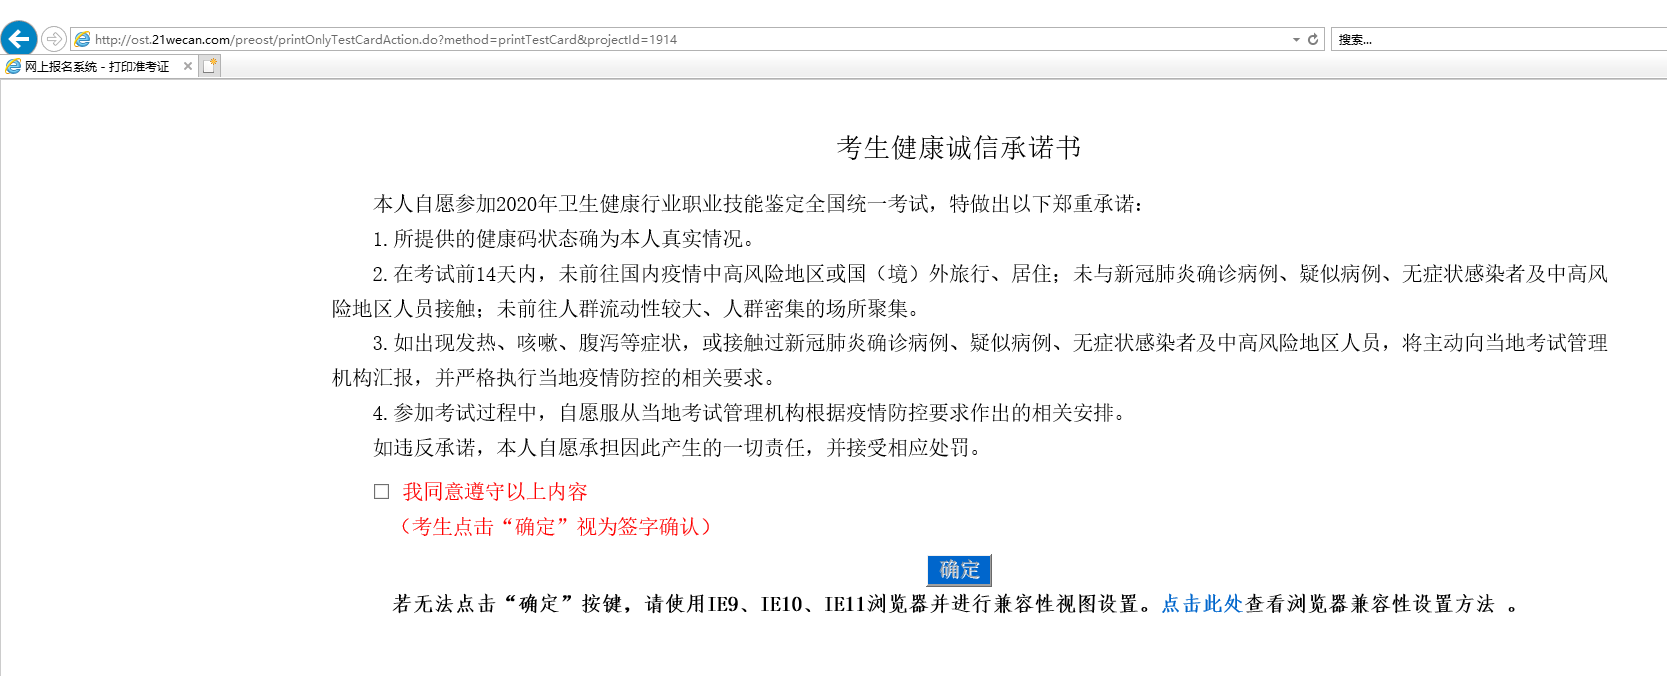 http://ost.21wecan.com/preost/printOnlyTestCardAction.do?method=printTestCard&projectId=1914
搜索...
网上报名系统 - 打印准考证
考生健康诚信承诺书
本人自愿参加2020年卫生健康行业职业技能鉴定全国统一考试，特做出以下郑重承诺：
1.所提供的健康码状态确为本人真实情况。
2.在考试前14天内，未前往国内疫情中高风险地区或国（境）外旅行、居住；未与新冠肺炎确诊病例、疑似病例、无症状感染者及中高风
险地区人员接触；未前往人群流动性较大、人群密集的场所聚集。
3.如出现发热、咳嗽、腹泻等症状，或接触过新冠肺炎确诊病例、疑似病例、无症状感染者及中高风险地区人员，将主动向当地考试管理
机构汇报，并严格执行当地疫情防控的相关要求。
4.参加考试过程中，自愿服从当地考试管理机构根据疫情防控要求作出的相关安排。
如违反承诺，本人自愿承担因此产生的一切责任，并接受相应处罚。
我同意遵守以上内容
（考生点击“确定”视为签字确认）
确定
若无法点击“确定”按键，请使用IE9、IE10、IE11浏览器并进行兼容性视图设置。点击此处查看浏览器兼容性设置方法 。